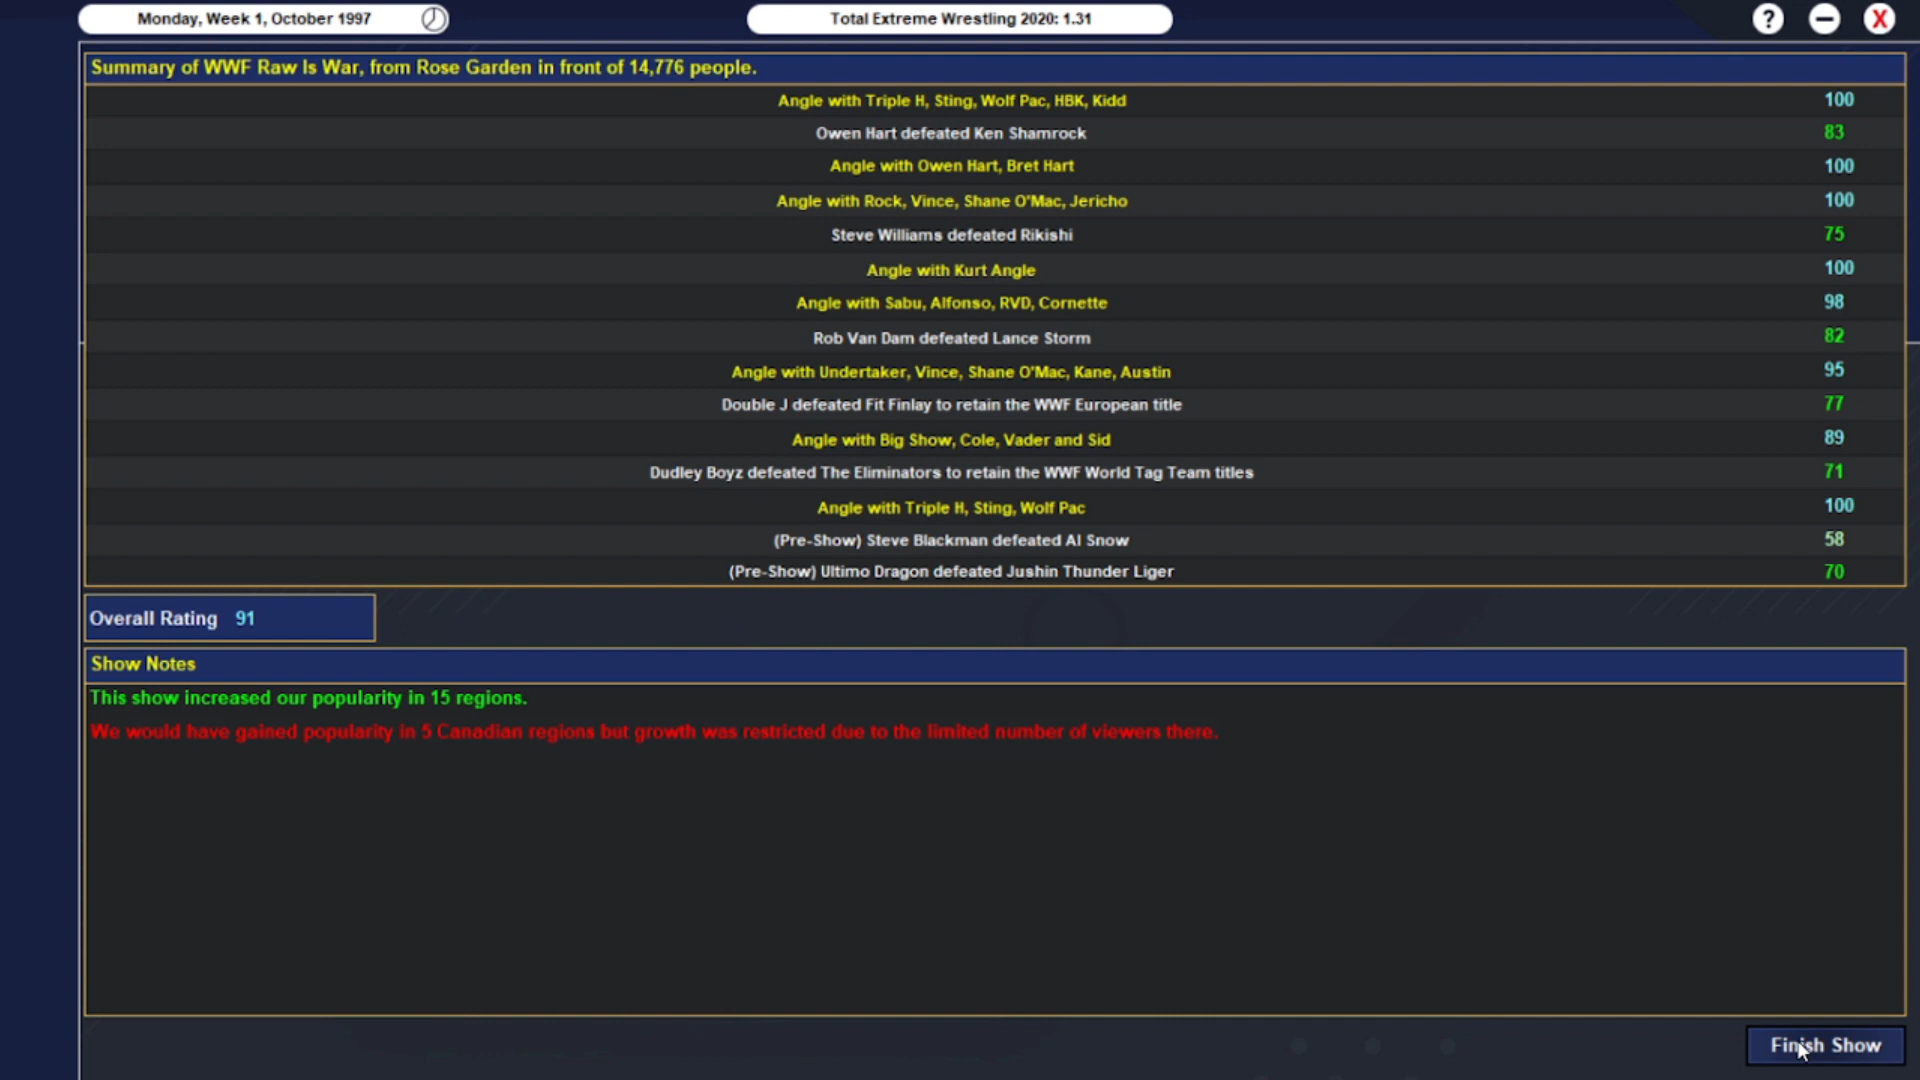 Monday, Week 1, October 1997
Total Extreme Wrestling 2020: 1.31
?
X
Summary of WWF Raw Is War, from Rose Garden in front of 14,776 people.
Angle with Triple H, Sting, Wolf Pac, HBK, Kidd 100
Owen Hart defeated Ken Shamrock 83
Angle with Owen Hart, Bret Hart 100
Angle with Rock, Vince, Shane O'Mac, Jericho 100
Steve Williams defeated Rikishi 75
Angle with Kurt Angle 100
Angle with Sabu, Alfonso, RVD, Cornette 98
Rob Van Dam defeated Lance Storm 82
Angle with Undertaker, Vince, Shane O'Mac, Kane, Austin 95
Double J defeated Fit Finlay to retain the WWF European title 77
Angle with Big Show, Cole, Vader and Sid 89
Dudley Boyz defeated The Eliminators to retain the WWF World Tag Team titles 71
Angle with Triple H, Sting, Wolf Pac 100
(Pre-Show) Steve Blackman defeated Al Snow 58
(Pre-Show) Ultimo Dragon defeated Jushin Thunder Liger 70
Overall Rating 91
Show Notes
This show increased our popularity in 15 regions.
We would have gained popularity in 5 Canadian regions but growth was restricted due to the limited number of viewers there.
Finish Show